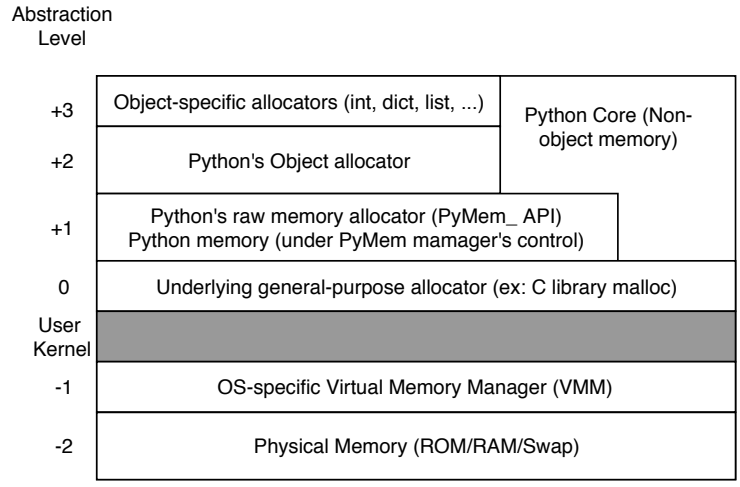 Abstraction
Level
+3
Object-specific allocators (int, dict, list, ...)
Python Core (Non-
object memory)
+2
Python's Object allocator
+1
Python's raw memory allocator (PyMem_ API)
Python memory (under PyMem mamager's control)
0
Underlying general-purpose allocator (ex: C library malloc)
User
Kernel
-1
OS-specific Virtual Memory Manager (VMM)
-2
Physical Memory (ROM/RAM/Swap)